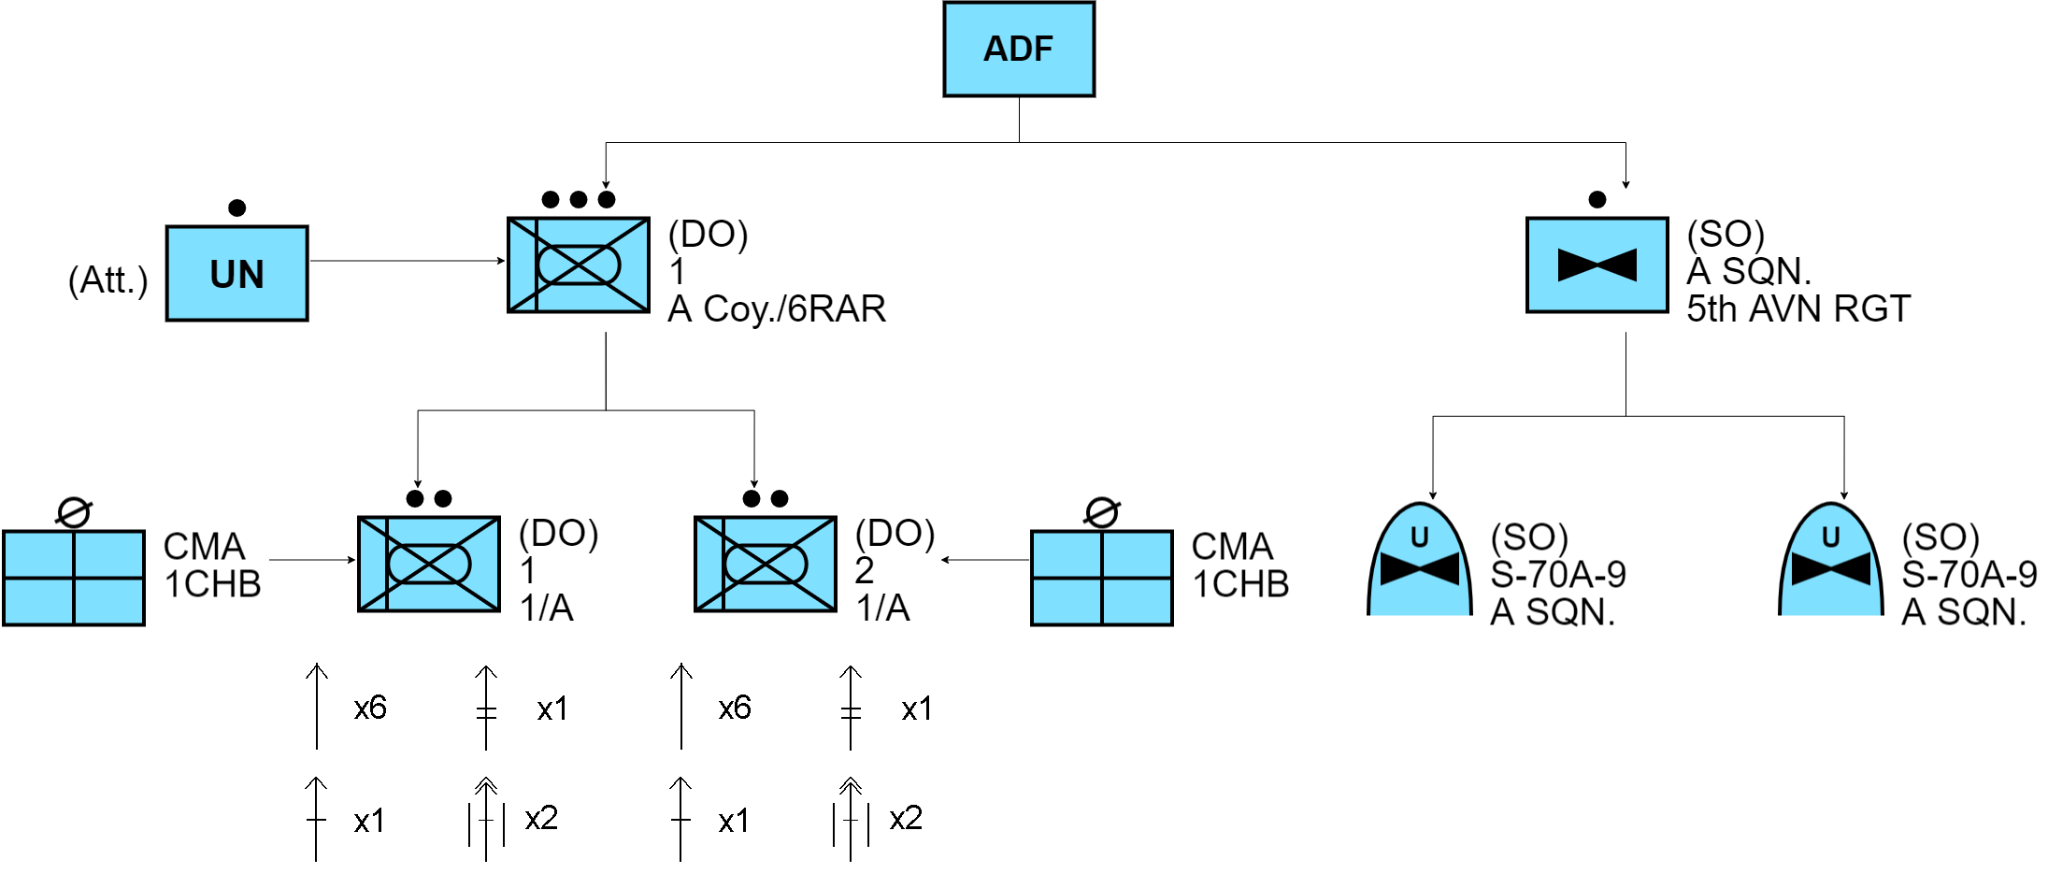 ADF
(Att.)
UN
(DO)
1
A Coy./6RAR
(SO)
A SQN.
5th AVN RGT
CMA
1CHB
(DO)
1
1/A
(DO)
2
1/A
CMA
1CHB
U
(SO)
S-70A-9
A SQN.
U
(SO)
S-70A-9
A SQN.
x6
x1
x6
x1
x1
x2
x1
x2